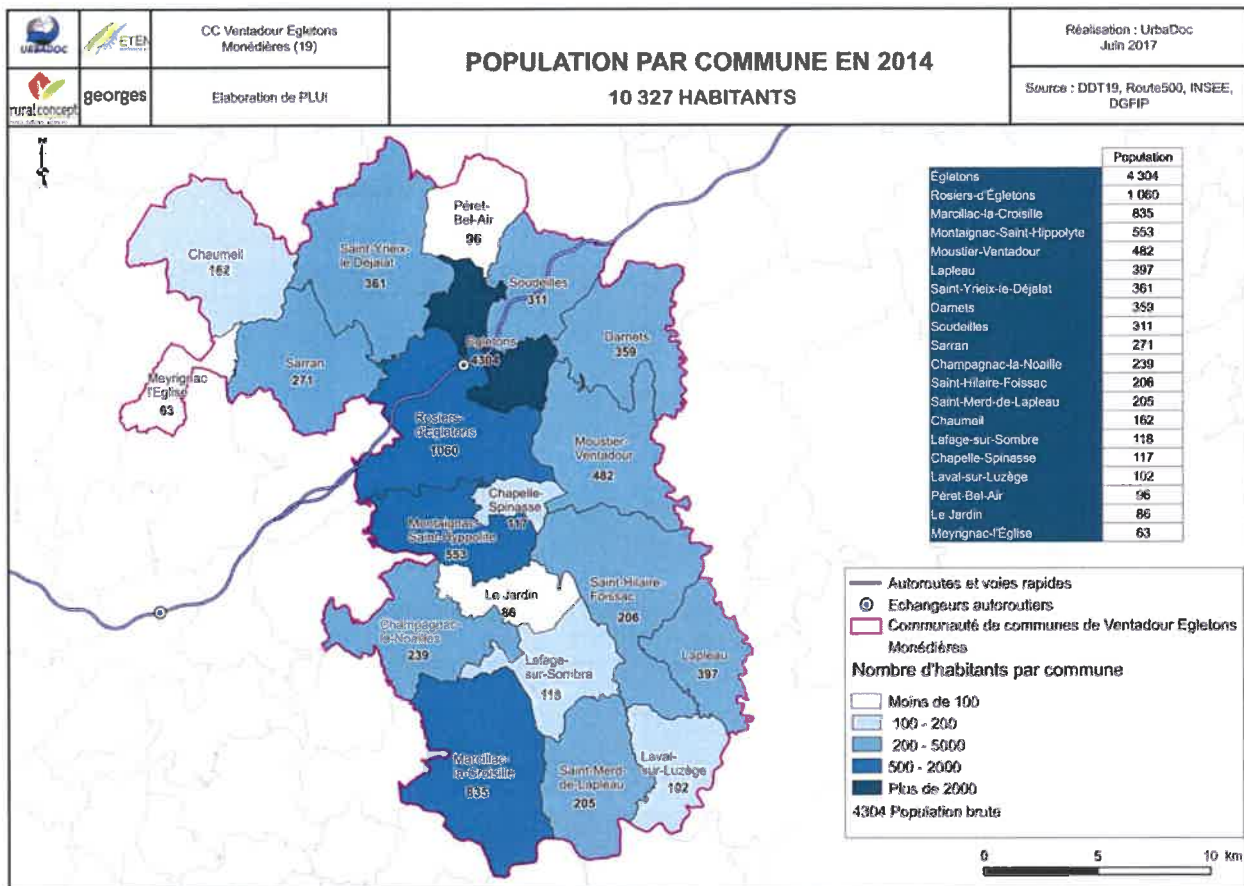 URBADOC
ETEN
CC Ventadour Egletons
Monédières (19)
rural concept
georges
Elaboration de PLUi
POPULATION PAR COMMUNE EN 2014
10 327 HABITANTS
Réalisation : UrbaDoc
Juin 2017
Source : DDT19, Route500, INSEE,
DGFIP
N
Péret-
Bel-Air
96
Chaumeil
162
Saint-Yrieix-
le-Déjalat
361
Soudeilles
311
Darnets
359
Égletons
4304
Sarran
271
Meyrignac
l'Eglise
63
Rosiers-
d'Egletons
1060
Moustier-
Ventadour
482
Chapelle-
Spinasse
117
Montaignac-
Saint-Hyppolite
553
Saint-Hilaire-
Foissac
206
Le Jardin
86
Champagnac-
la-Noailles
239
Lafage-
sur-Sombre
118
Lapleau
397
Marcillac-
la-Croisille
835
Saint-Merd-
de-Lapleau
205
Laval-
sur-Luzège
102
Population
Égletons 4 304
Rosiers-d'Égletons 1 060
Marcillac-la-Croisille 835
Montaignac-Saint-Hippolyte 553
Moustier-Ventadour 482
Lapleau 397
Saint-Yrieix-le-Déjalat 361
Darnets 359
Soudeilles 311
Sarran 271
Champagnac-la-Noaille 239
Saint-Hilaire-Foissac 206
Saint-Merd-de-Lapleau 205
Chaumeil 162
Lafage-sur-Sombre 118
Chapelle-Spinasse 117
Laval-sur-Luzège 102
Péret-Bel-Air 96
Le Jardin 86
Meyrignac-l'Église 63
Autoroutes et voies rapides
Echangeurs autoroutiers
Communauté de communes de Ventadour Egletons
Monédières
Nombre d'habitants par commune
Moins de 100
100 - 200
200 - 5000
500 - 2000
Plus de 2000
4304 Population brute
0 5 10 km